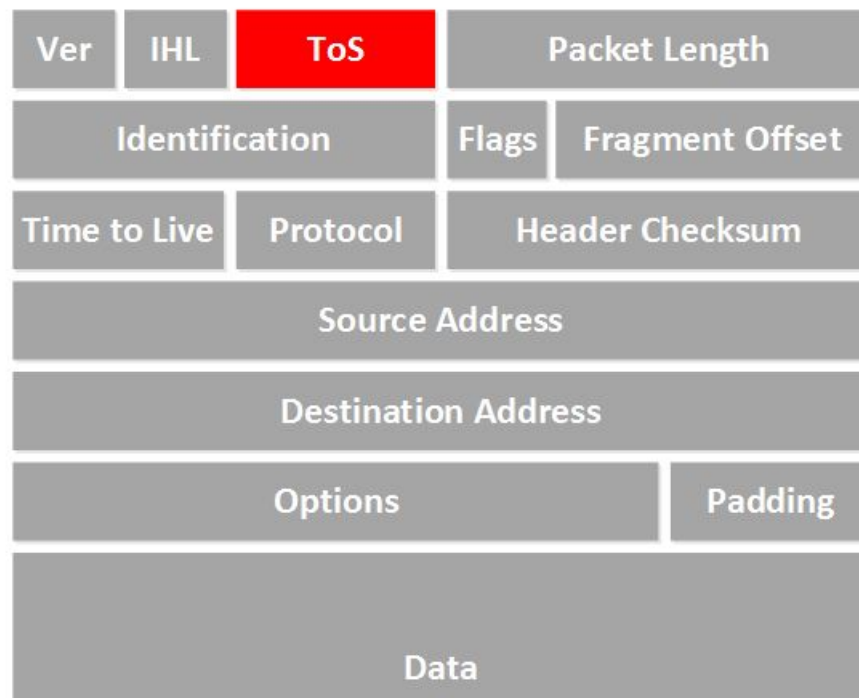 Ver IHL ToS Packet Length
Identification Flags Fragment Offset
Time to Live Protocol Header Checksum
Source Address
Destination Address
Options Padding
Data